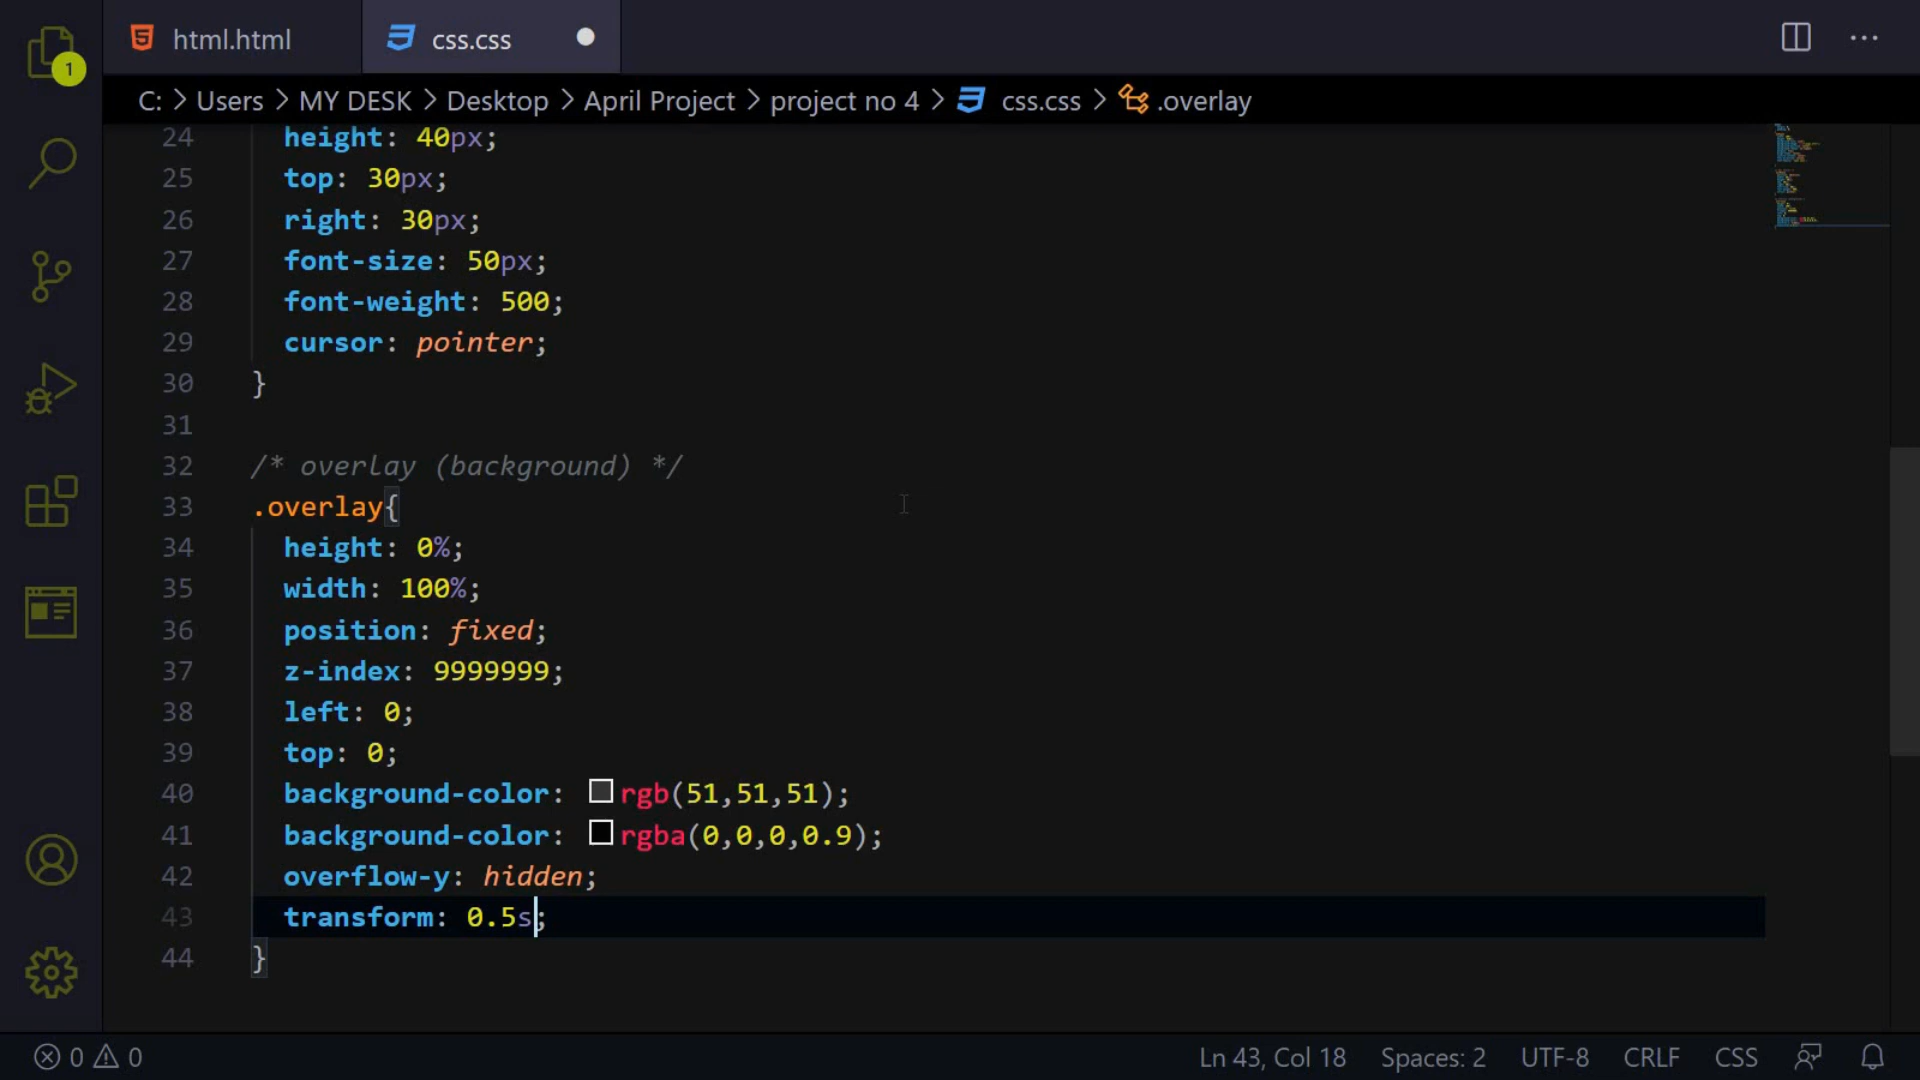 html.html
css.css
1
C: > Users > MY DESK > Desktop > April Project > project no 4 > css.css > .overlay
24 height: 40px;
25 top: 30px;
26 right: 30px;
27 font-size: 50px;
28 font-weight: 500;
29 cursor: pointer;
30 }
31
32 /* overlay (background) */
33 .overlay{
34 height: 0%;
35 width: 100%;
36 position: fixed;
37 z-index: 9999999;
38 left: 0;
39 top: 0;
40 background-color: rgb(51,51,51);
41 background-color: rgba(0,0,0,0.9);
42 overflow-y: hidden;
43 transform: 0.5s;
44 }
0 0 Ln 43, Col 18 Spaces: 2 UTF-8 CRLF CSS